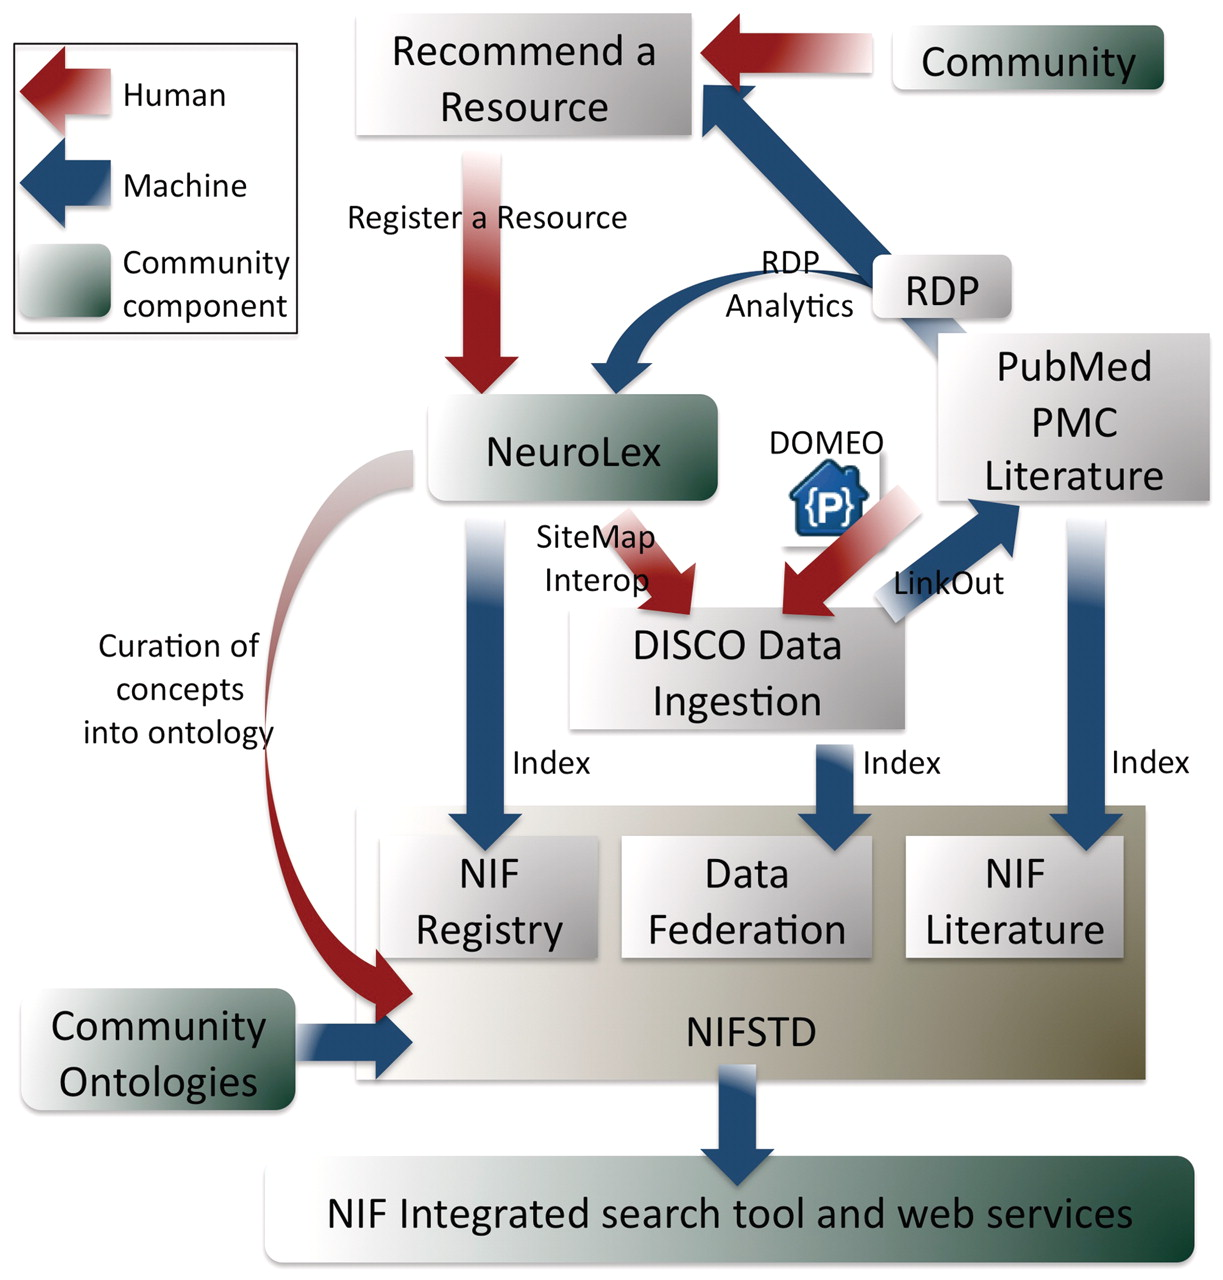 Human
Machine
Community
component
Recommend a
Resource
Community
Register a Resource
RDP
Analytics
RDP
PubMed
PMC
Literature
NeuroLex
DOMEO
{P}
SiteMap
Interop
LinkOut
DISCO Data
Ingestion
Curation of
concepts
into ontology
Index
Index
Index
NIF
Registry
Data
Federation
NIF
Literature
NIFSTD
Community
Ontologies
NIF Integrated search tool and web services